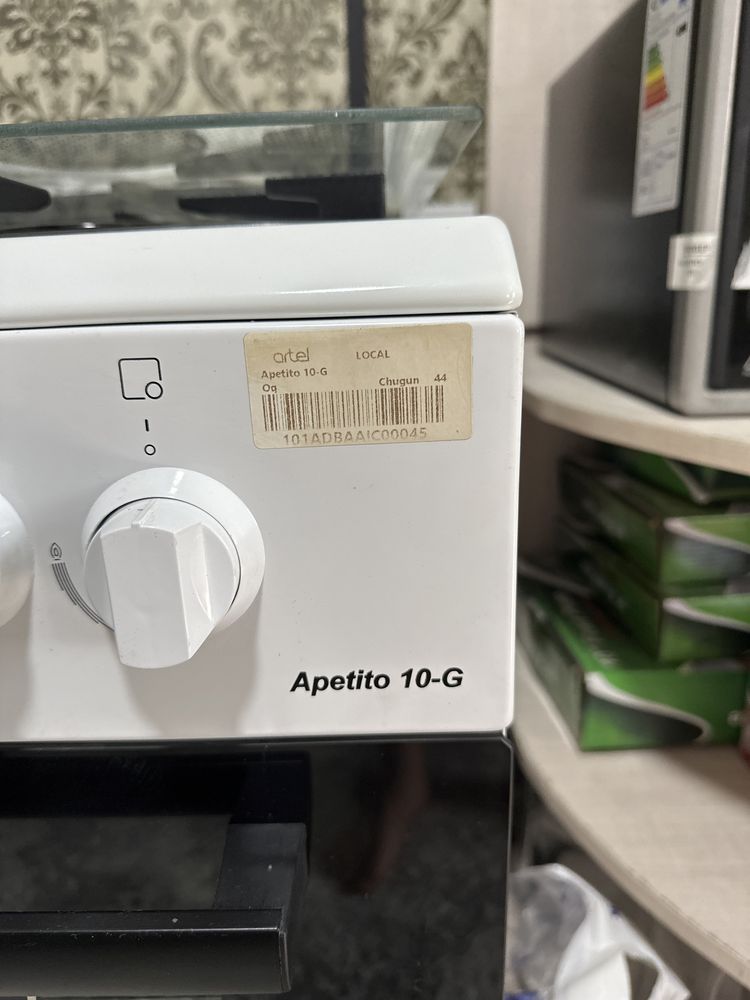 artel LOCAL
Apetito 10-G
Oq Chugun 44
101ADBAAIC00045
Apetito 10-G